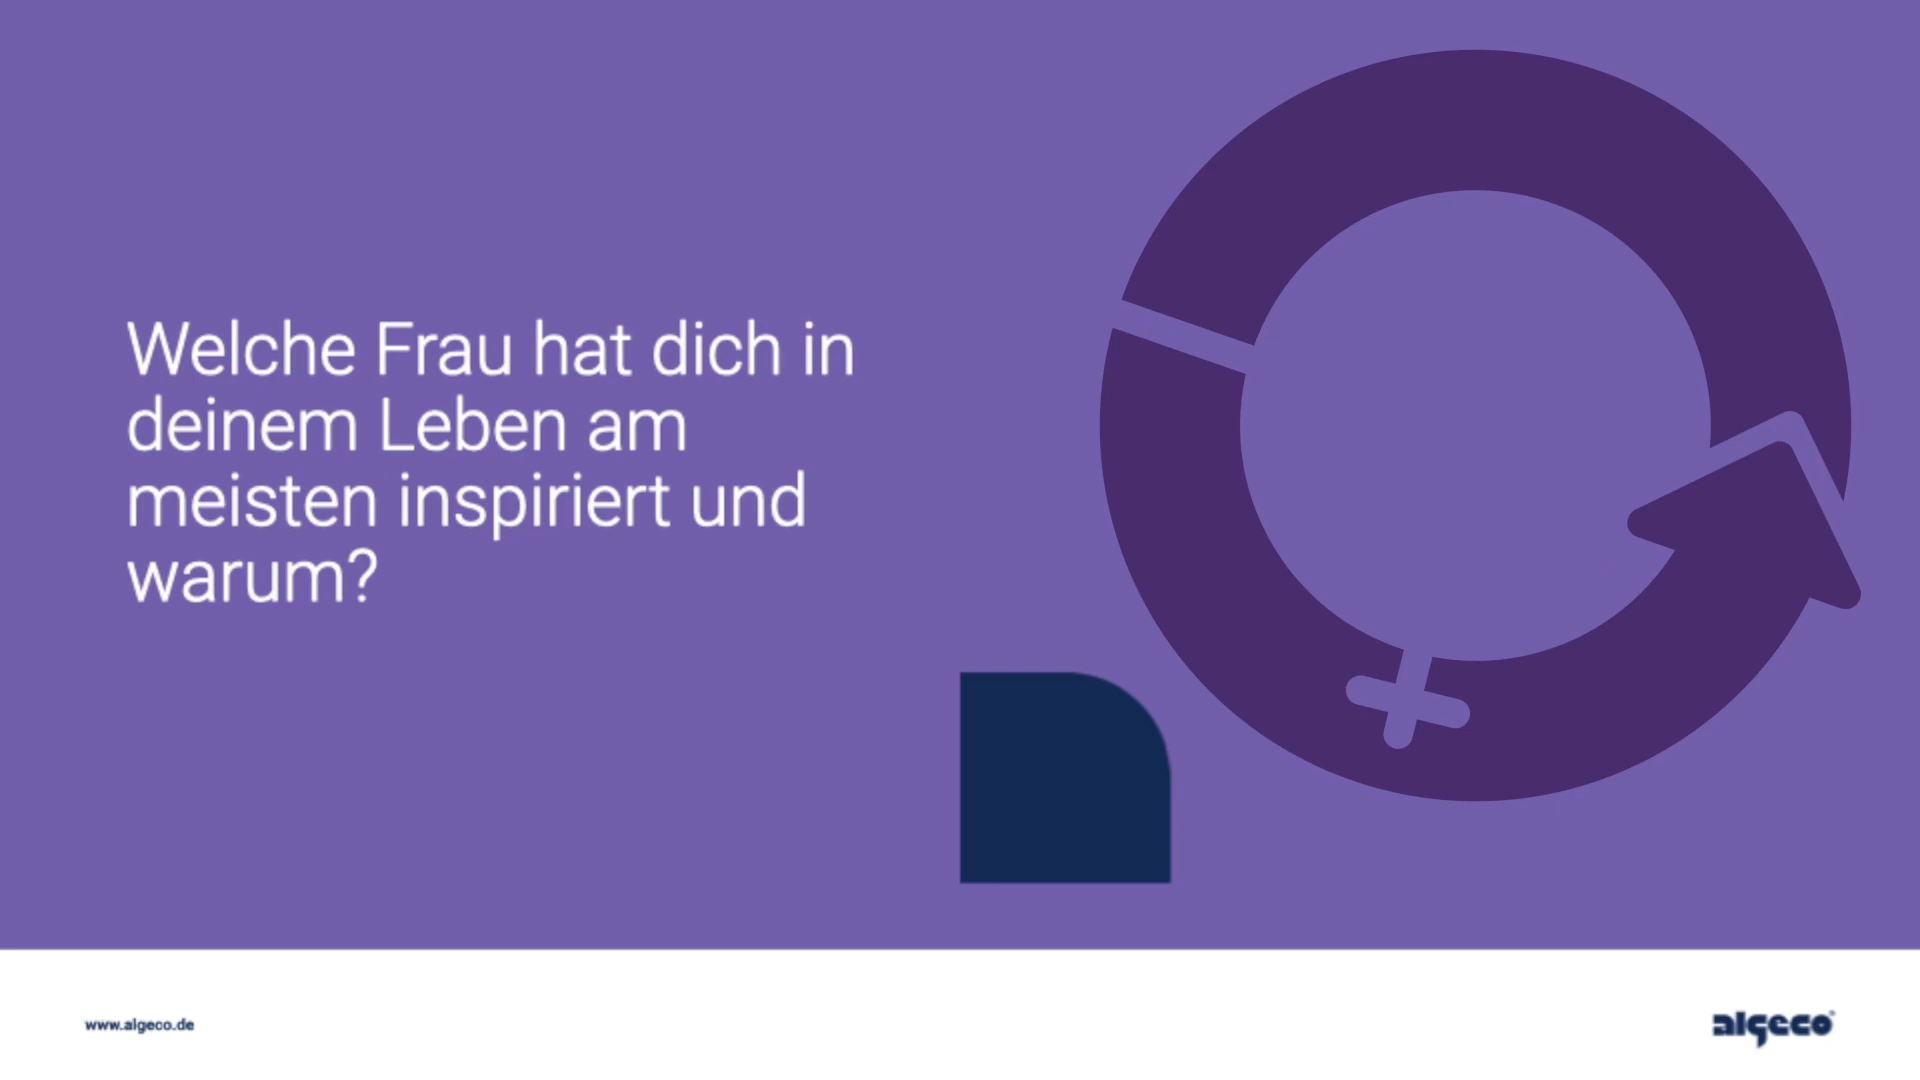 Welche Frau hat dich in
deinem Leben am
meisten inspiriert und
warum?
www.algeco.de
algeco